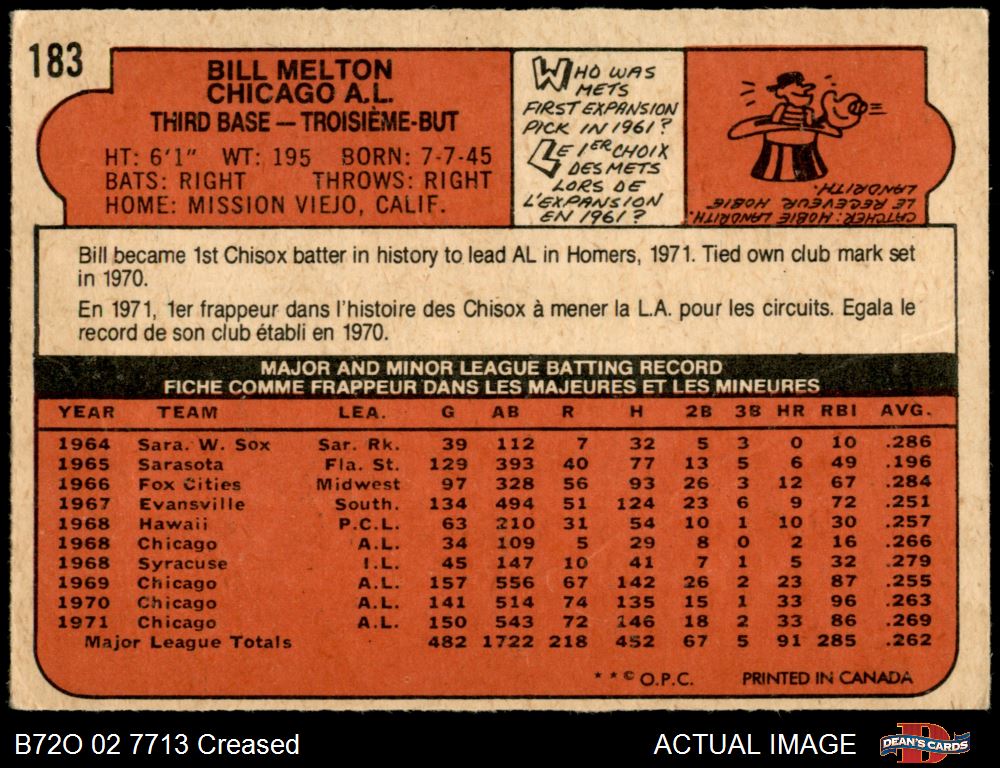 183
BILL MELTON
CHICAGO A.L.
THIRD BASE — TROISIÈME-BUT
HT: 6'1" WT: 195 BORN: 7-7-45
BATS: RIGHT THROWS: RIGHT
HOME: MISSION VIEJO, CALIF.
WHO WAS
METS
FIRST EXPANSION
PICK IN 1961?
LE 1ER CHOIX
DES METS
LORS DE
L'EXPANSION
EN 1961?
CATCHER: HOBIE LANDRITH
LE RECEVEUR HOBIE
LANDRITH.
Bill became 1st Chisox batter in history to lead AL in Homers, 1971. Tied own club mark set
in 1970.
En 1971, 1er frappeur dans l'histoire des Chisox à mener la L.A. pour les circuits. Egala le
record de son club établi en 1970.
MAJOR AND MINOR LEAGUE BATTING RECORD
FICHE COMME FRAPPEUR DANS LES MAJEURES ET LES MINEURES
YEAR TEAM LEA. G AB R H 2B 3B HR RBI AVG.
1964 Sara. W. Sox Sar. Rk. 39 112 7 32 5 3 0 10 .286
1965 Sarasota Fla. St. 129 393 40 77 13 5 6 49 .196
1966 Fox Cities Midwest 97 328 56 93 26 3 12 67 .284
1967 Evansville South. 134 494 51 124 23 6 9 72 .251
1968 Hawaii P.C.L. 63 210 31 54 10 1 10 30 .257
1968 Chicago A.L. 34 109 5 29 8 0 2 16 .266
1968 Syracuse I.L. 45 147 10 41 7 1 5 32 .279
1969 Chicago A.L. 157 556 67 142 26 2 23 87 .255
1970 Chicago A.L. 141 514 74 135 15 1 33 96 .263
1971 Chicago A.L. 150 543 72 146 18 2 33 86 .269
Major League Totals 482 1722 218 452 67 5 91 285 .262
* * © O.P.C. PRINTED IN CANADA
B72O 02 7713 Creased
ACTUAL IMAGE
B
DEAN'S CARDS